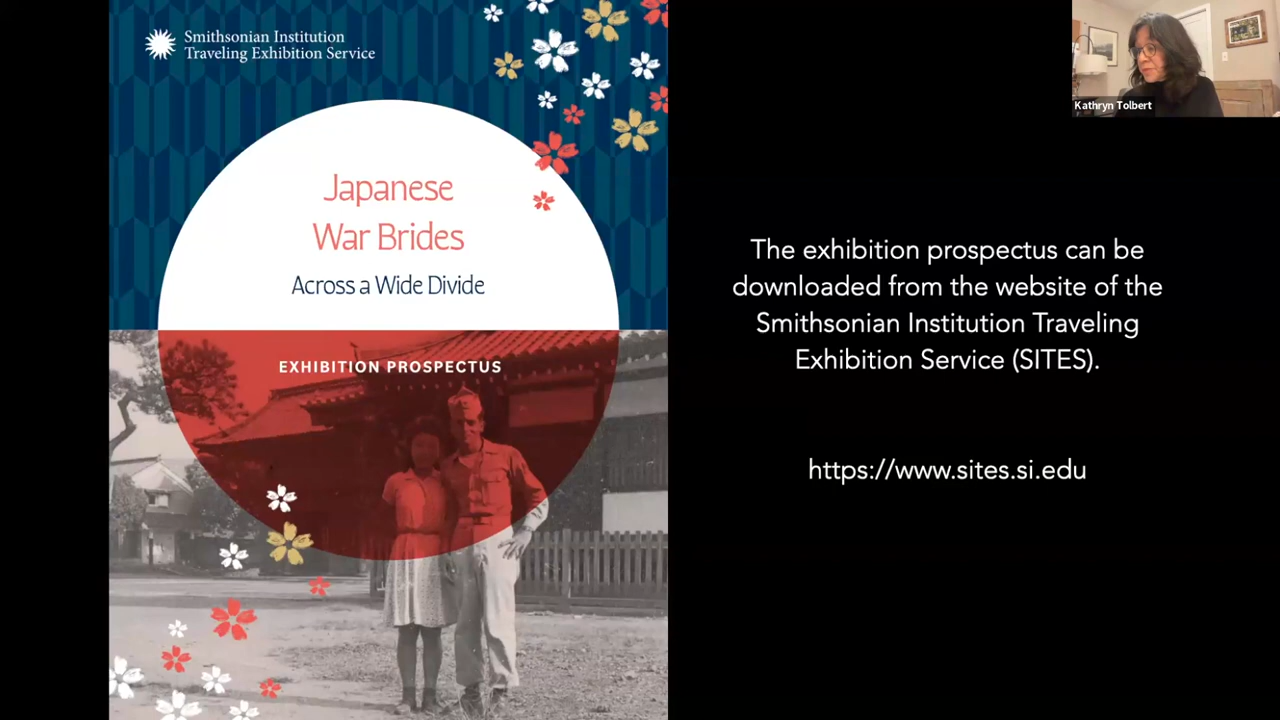 Smithsonian Institution
Traveling Exhibition Service
Japanese
War Brides
Across a Wide Divide
EXHIBITION PROSPECTUS
Kathryn Tolbert
The exhibition prospectus can be
downloaded from the website of the
Smithsonian Institution Traveling
Exhibition Service (SITES).
https://www.sites.si.edu